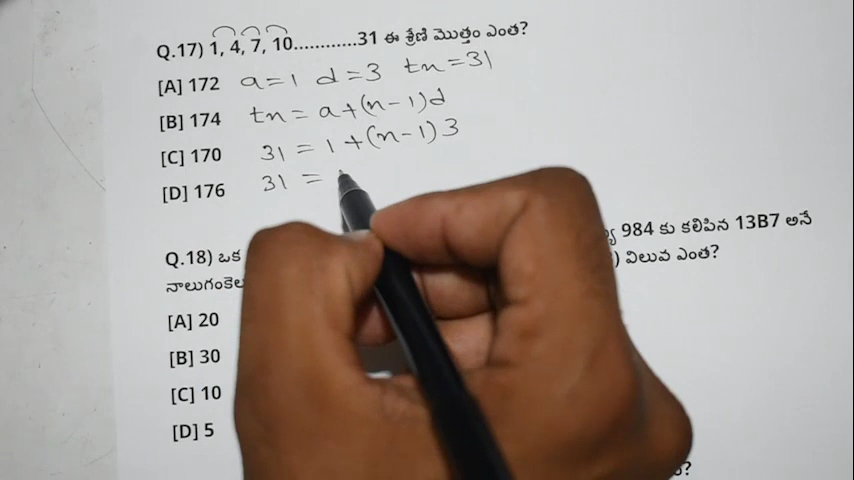 Q.17) 1, 4, 7, 10............31 ఈ శ్రేణి మొత్తం ఎంత?
[A] 172 a=1 d=3 tn=31
[B] 174 tn = a+(n-1)d
[C] 170 31 = 1+(n-1)3
[D] 176 31 =
Q.18) ఒక 984 కు కలిపిన 13B7 అనే
విలువ ఎంత?
[A] 20
[B] 30
[C] 10
[D] 5